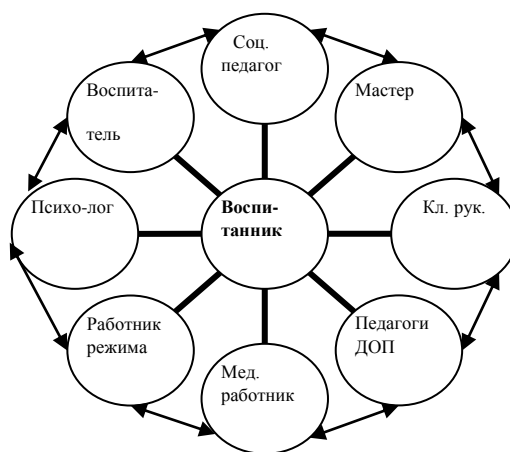 Соц.
педагог
Воспита-
тель
Мастер
Психо-лог
Воспи-
танник
Кл. рук.
Работник
режима
Педагоги
ДОП
Мед.
работник